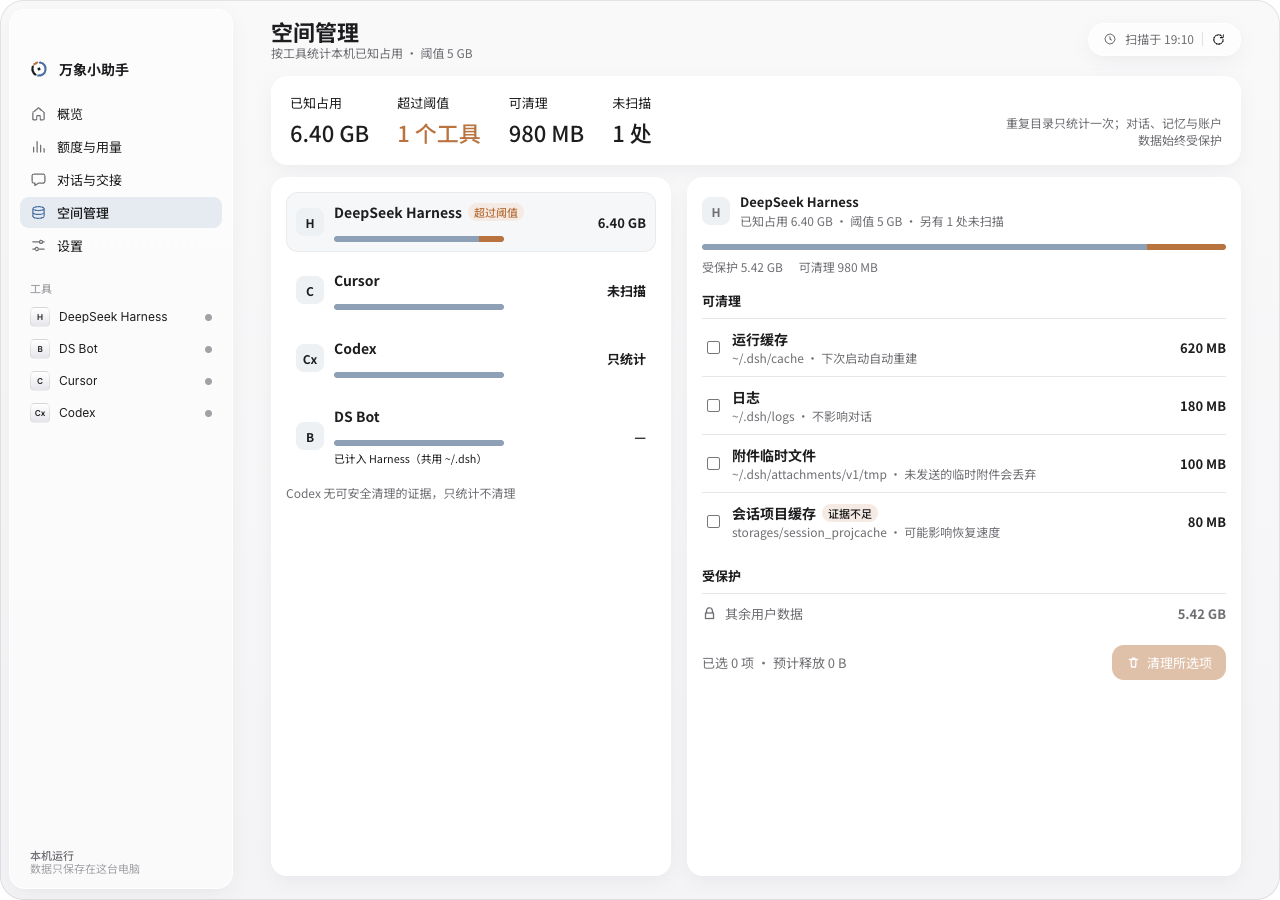 万象小助手
概览
额度与用量
对话与交接
空间管理
设置
工具
H DeepSeek Harness
B DS Bot
C Cursor
Cx Codex
本机运行
数据只保存在这台电脑
空间管理
按工具统计本机已知占用 · 阈值 5 GB
扫描于 19:10
已知占用
6.40 GB
超过阈值
1 个工具
可清理
980 MB
未扫描
1 处
重复目录只统计一次；对话、记忆与账户
数据始终受保护
H
DeepSeek Harness 超过阈值
6.40 GB
C
Cursor
未扫描
Cx
Codex
只统计
B
DS Bot
—
已计入 Harness（共用 ~/.dsh）
Codex 无可安全清理的证据，只统计不清理
H
DeepSeek Harness
已知占用 6.40 GB · 阈值 5 GB · 另有 1 处未扫描
受保护 5.42 GB 可清理 980 MB
可清理
运行缓存
~/.dsh/cache · 下次启动自动重建
620 MB
日志
~/.dsh/logs · 不影响对话
180 MB
附件临时文件
~/.dsh/attachments/v1/tmp · 未发送的临时附件会丢弃
100 MB
会话项目缓存 证据不足
storages/session_projcache · 可能影响恢复速度
80 MB
受保护
其余用户数据
5.42 GB
已选 0 项 · 预计释放 0 B
清理所选项